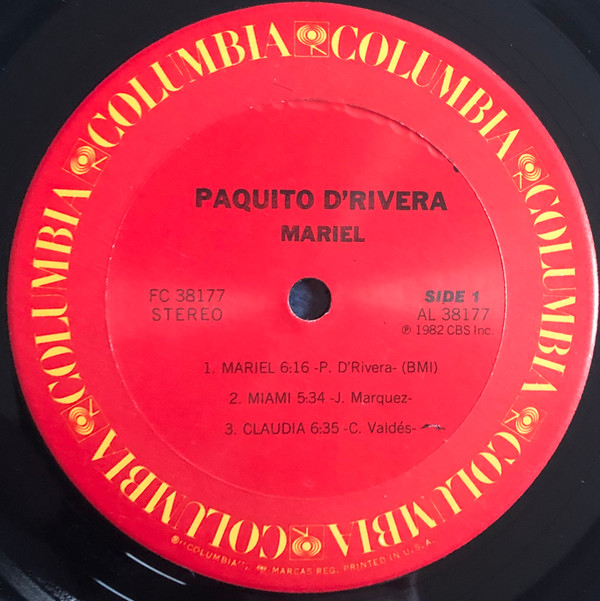 COLUMBIA COLUMBIA COLUMBIA COLUMBIA COLUMBIA COLUMBIA
PAQUITO D'RIVERA
MARIEL
FC 38177
STEREO
SIDE 1
AL 38177
℗ 1982 CBS Inc.
1. MARIEL 6:16 -P. D'Rivera- (BMI)
2. MIAMI 5:34 -J. Marquez-
3. CLAUDIA 6:35 -C. Valdés-
"COLUMBIA", MARCAS REG. PRINTED IN U.S.A.